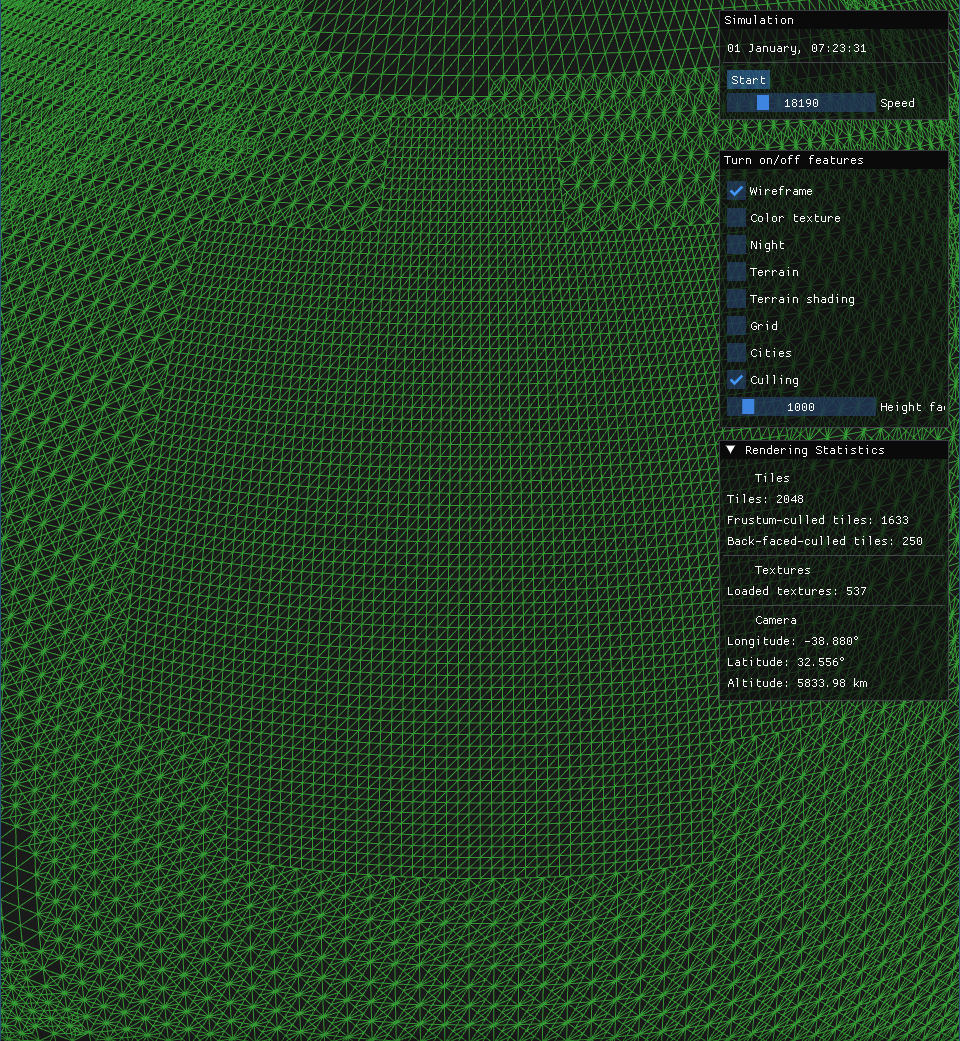 Simulation
01 January, 07:23:31
Start
18190 Speed
Turn on/off features
Wireframe
Color texture
Night
Terrain
Terrain shading
Grid
Cities
Culling
1000 Height fa
Rendering Statistics
Tiles
Tiles: 2048
Frustum-culled tiles: 1633
Back-faced-culled tiles: 250
Textures
Loaded textures: 537
Camera
Longitude: -38.880°
Latitude: 32.556°
Altitude: 5833.98 km